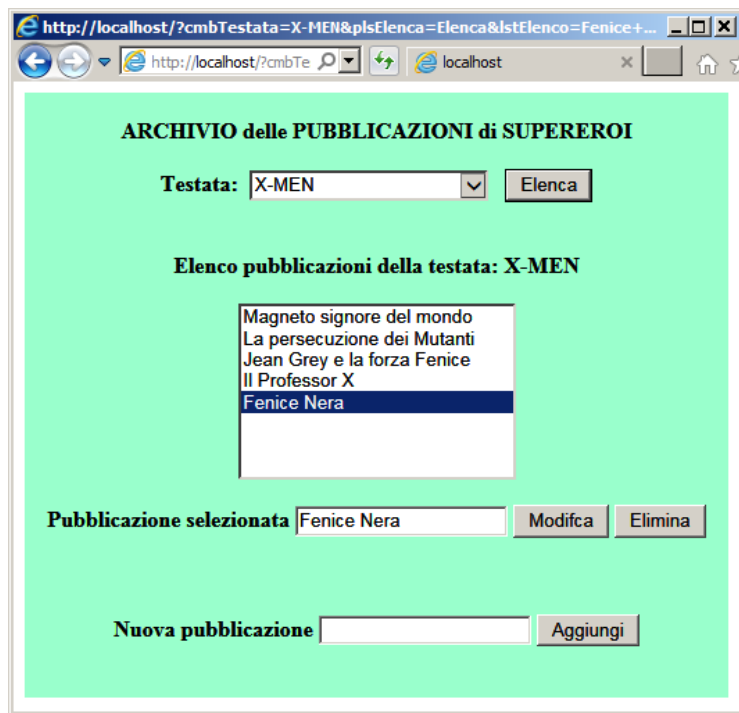 http://localhost/?cmbTestata=X-MEN&plsElenca=Elenca&lstElenco=Fenice+...
http://localhost/?cmbTe localhost
ARCHIVIO delle PUBBLICAZIONI di SUPEREROI
Testata: X-MEN Elenca
Elenco pubblicazioni della testata: X-MEN
Magneto signore del mondo
La persecuzione dei Mutanti
Jean Grey e la forza Fenice
Il Professor X
Fenice Nera
Pubblicazione selezionata Fenice Nera Modifca Elimina
Nuova pubblicazione Aggiungi